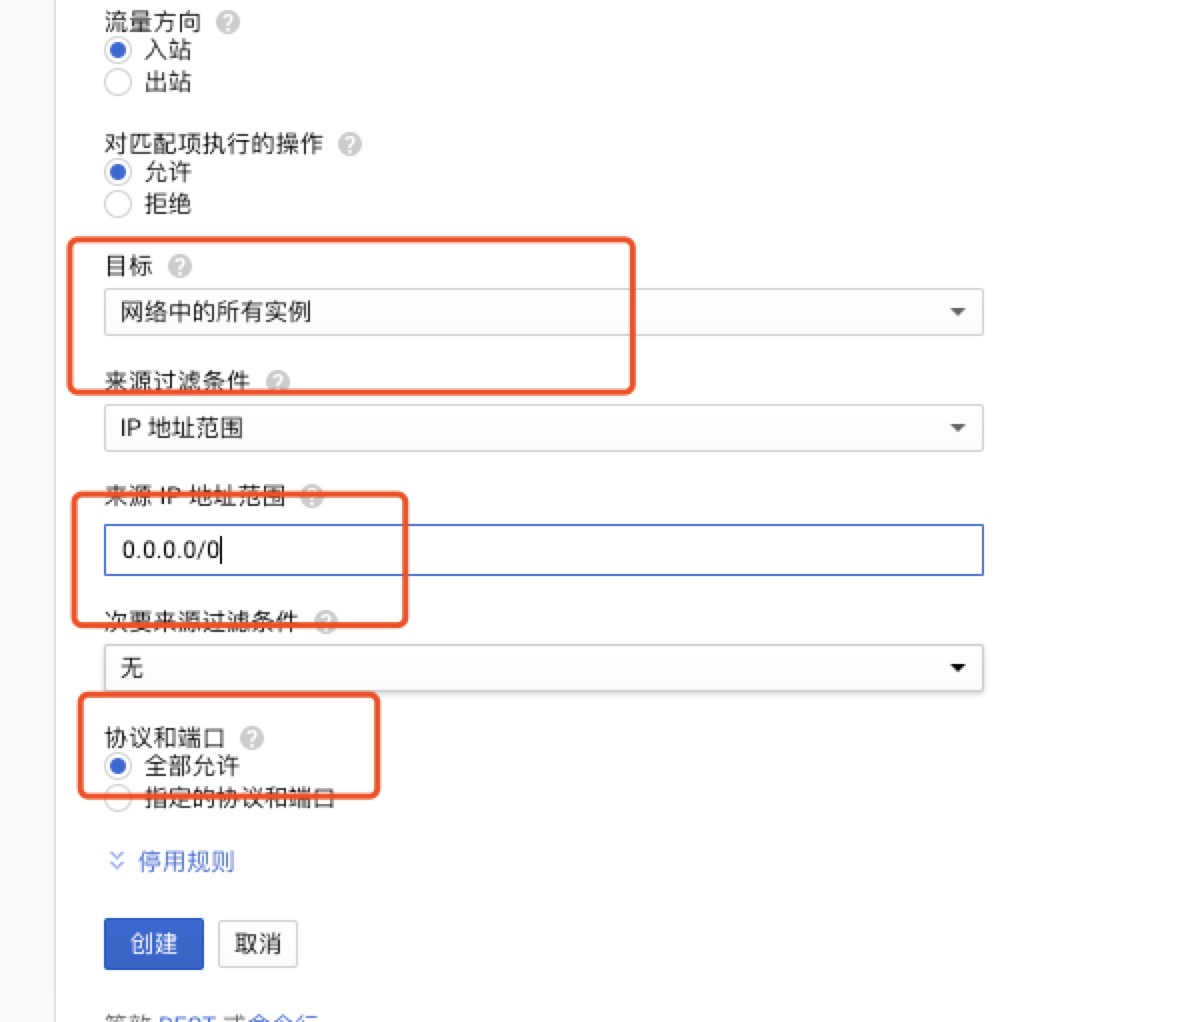 流量方向
入站
出站
对匹配项执行的操作
允许
拒绝
目标
网络中的所有实例
来源过滤条件
IP 地址范围
来源 IP 地址范围
0.0.0.0/0
次要来源过滤条件
无
协议和端口
全部允许
指定的协议和端口
停用规则
创建
取消
等效 REST 或命令行